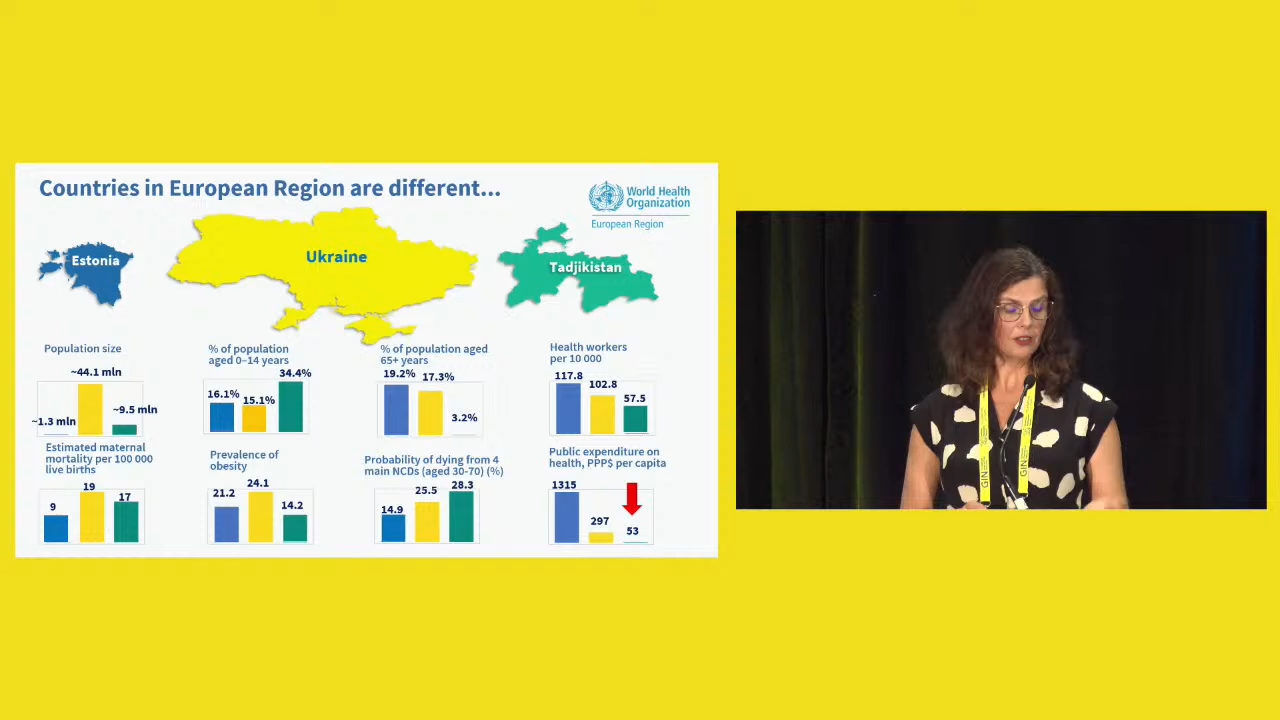 Countries in European Region are different...
World Health
Organization
European Region
Estonia
Ukraine
Tadjikistan
Population size
~44.1 mln
~1.3 mln
~9.5 mln
% of population
aged 0–14 years
34.4%
16.1%
15.1%
% of population aged
65+ years
19.2%
17.3%
3.2%
Health workers
per 10 000
117.8
102.8
57.5
Estimated maternal
mortality per 100 000
live births
19
9
17
Prevalence of
obesity
24.1
21.2
14.2
Probability of dying from 4
main NCDs (aged 30-70) (%)
28.3
25.5
14.9
Public expenditure on
health, PPP$ per capita
1315
297
53
GIN
GIN